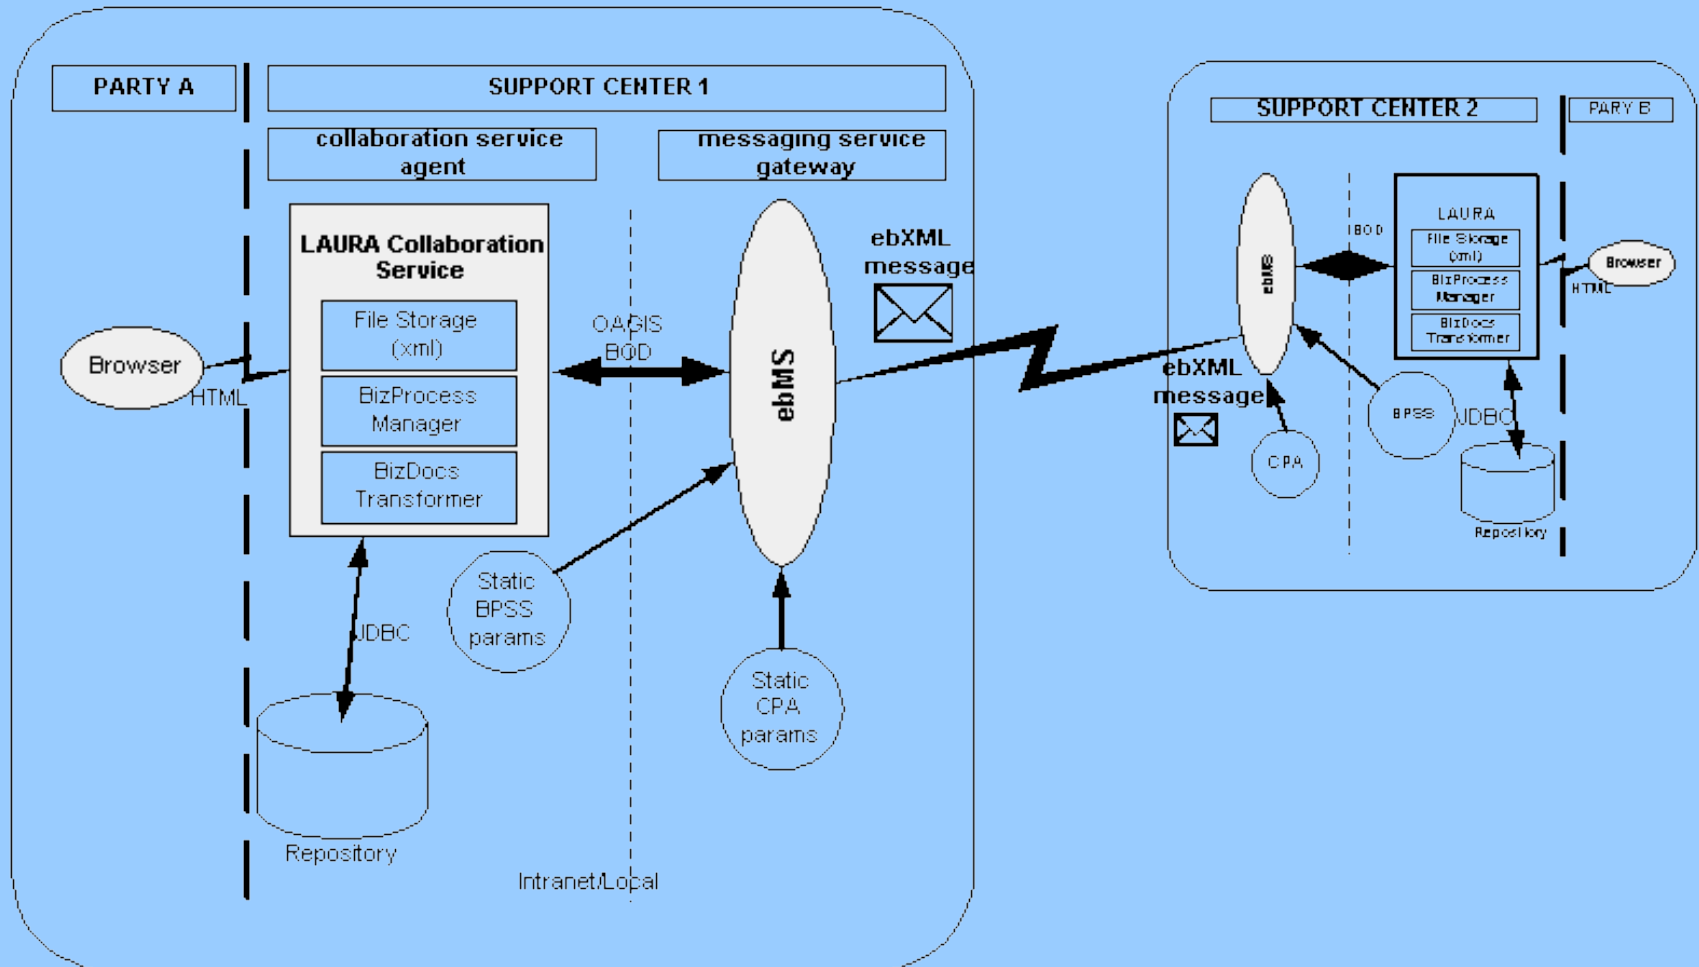 PARTY A
SUPPORT CENTER 1
collaboration service
agent
messaging service
gateway
LAURA Collaboration
Service
File Storage
(xml)
BizProcess
Manager
BizDocs
Transformer
Browser
HTML
OAGIS
BOD
ebMS
ebXML
message
Static
BPSS
params
JDBC
Static
CPA
params
Repository
Intranet/Local
SUPPORT CENTER 2
PARY B
ebMS
BOD
LAURA
File Storage
(xml)
BizProcess
Manager
BizDocs
Transformer
Browser
HTML
ebXML
message
BPSS
JDBC
CPA
Repository